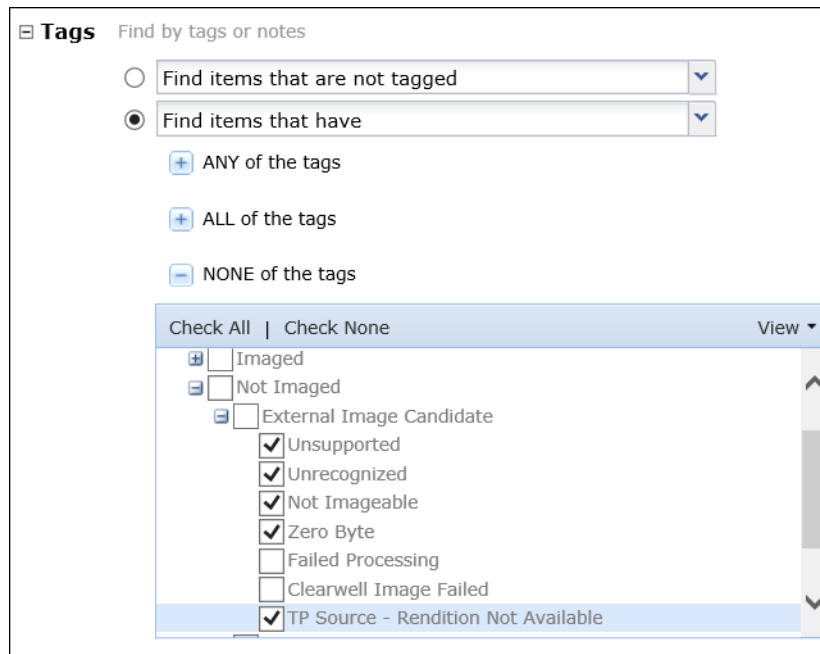 Tags Find by tags or notes
Find items that are not tagged
Find items that have
ANY of the tags
ALL of the tags
NONE of the tags
Check All | Check None View
Imaged
Not Imaged
External Image Candidate
Unsupported
Unrecognized
Not Imageable
Zero Byte
Failed Processing
Clearwell Image Failed
TP Source - Rendition Not Available